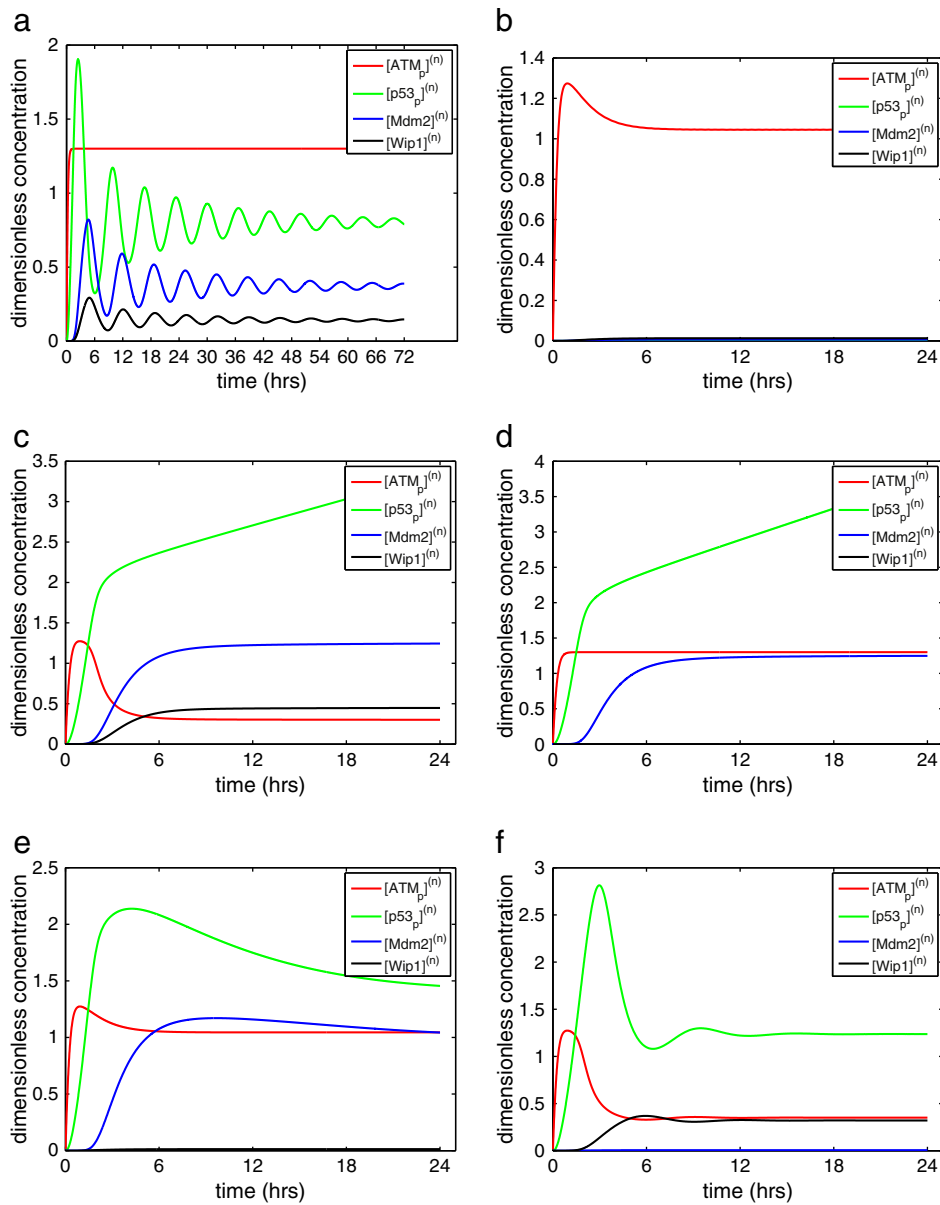 a
dimensionless concentration
2
1.5
1
0.5
0
0 6 12 18 24 30 36 42 48 54 60 66 72
time (hrs)
[ATMp](n)
[p53p](n)
[Mdm2](n)
[Wip1](n)
b
dimensionless concentration
1.4
1.2
1
0.8
0.6
0.4
0.2
0
0 6 12 18 24
time (hrs)
[ATMp](n)
[p53p](n)
[Mdm2](n)
[Wip1](n)
c
dimensionless concentration
3.5
3
2.5
2
1.5
1
0.5
0
0 6 12 18 24
time (hrs)
[ATMp](n)
[p53p](n)
[Mdm2](n)
[Wip1](n)
d
dimensionless concentration
4
3.5
3
2.5
2
1.5
1
0.5
0
0 6 12 18 24
time (hrs)
[ATMp](n)
[p53p](n)
[Mdm2](n)
[Wip1](n)
e
dimensionless concentration
2.5
2
1.5
1
0.5
0
0 6 12 18 24
time (hrs)
[ATMp](n)
[p53p](n)
[Mdm2](n)
[Wip1](n)
f
dimensionless concentration
3
2.5
2
1.5
1
0.5
0
0 6 12 18 24
time (hrs)
[ATMp](n)
[p53p](n)
[Mdm2](n)
[Wip1](n)